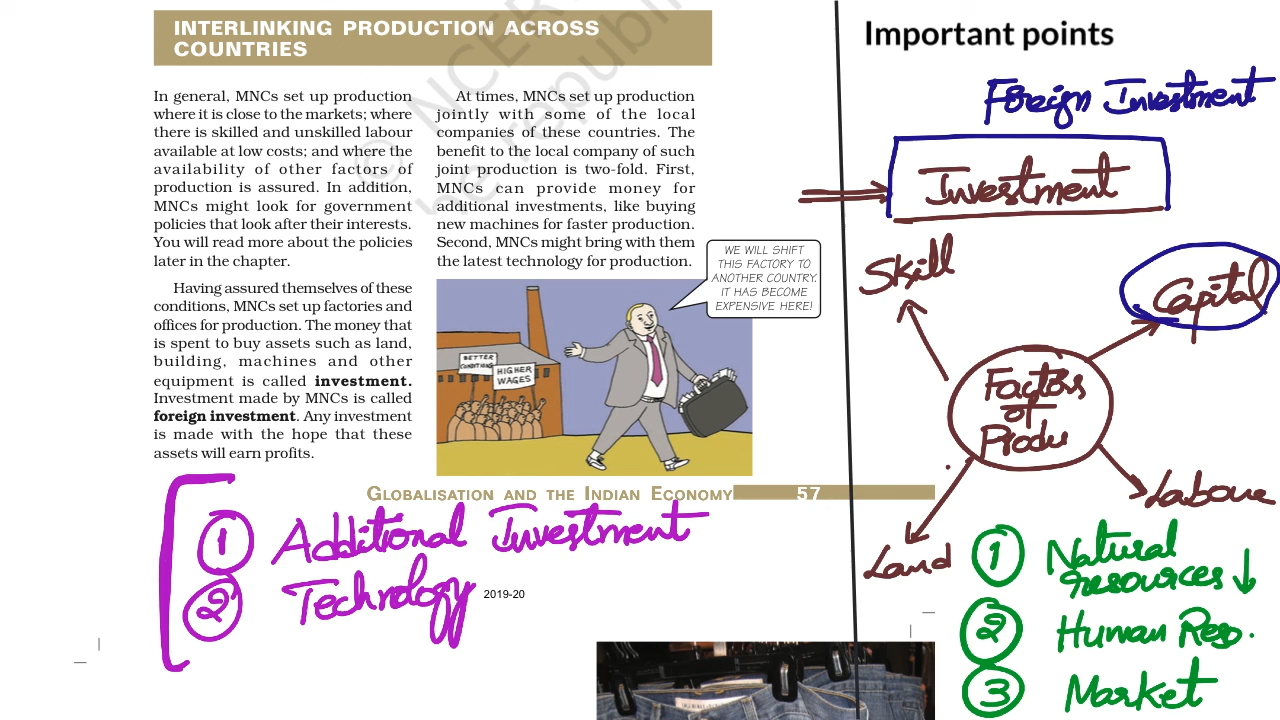 INTERLINKING PRODUCTION ACROSS
COUNTRIES
In general, MNCs set up production
where it is close to the markets; where
there is skilled and unskilled labour
available at low costs; and where the
availability of other factors of
production is assured. In addition,
MNCs might look for government
policies that look after their interests.
You will read more about the policies
later in the chapter.
Having assured themselves of these
conditions, MNCs set up factories and
offices for production. The money that
is spent to buy assets such as land,
building, machines and other
equipment is called investment.
Investment made by MNCs is called
foreign investment. Any investment
is made with the hope that these
assets will earn profits.
At times, MNCs set up production
jointly with some of the local
companies of these countries. The
benefit to the local company of such
joint production is two-fold. First,
MNCs can provide money for
additional investments, like buying
new machines for faster production.
Second, MNCs might bring with them
the latest technology for production.
WE WILL SHIFT
THIS FACTORY TO
ANOTHER COUNTRY.
IT HAS BECOME
EXPENSIVE HERE!
BETTER
CONDITIONS
HIGHER
WAGES
GLOBALISATION AND THE INDIAN ECONOMY 57
① Additional Investment
② Technology
2019-20
© NCER
he republi
Important points
Foreign Investment
Investment
Skill
Capital
Factors
of
Produ
Labour
Land
① Natural
resources ↓
② Human Reso.
③ Market